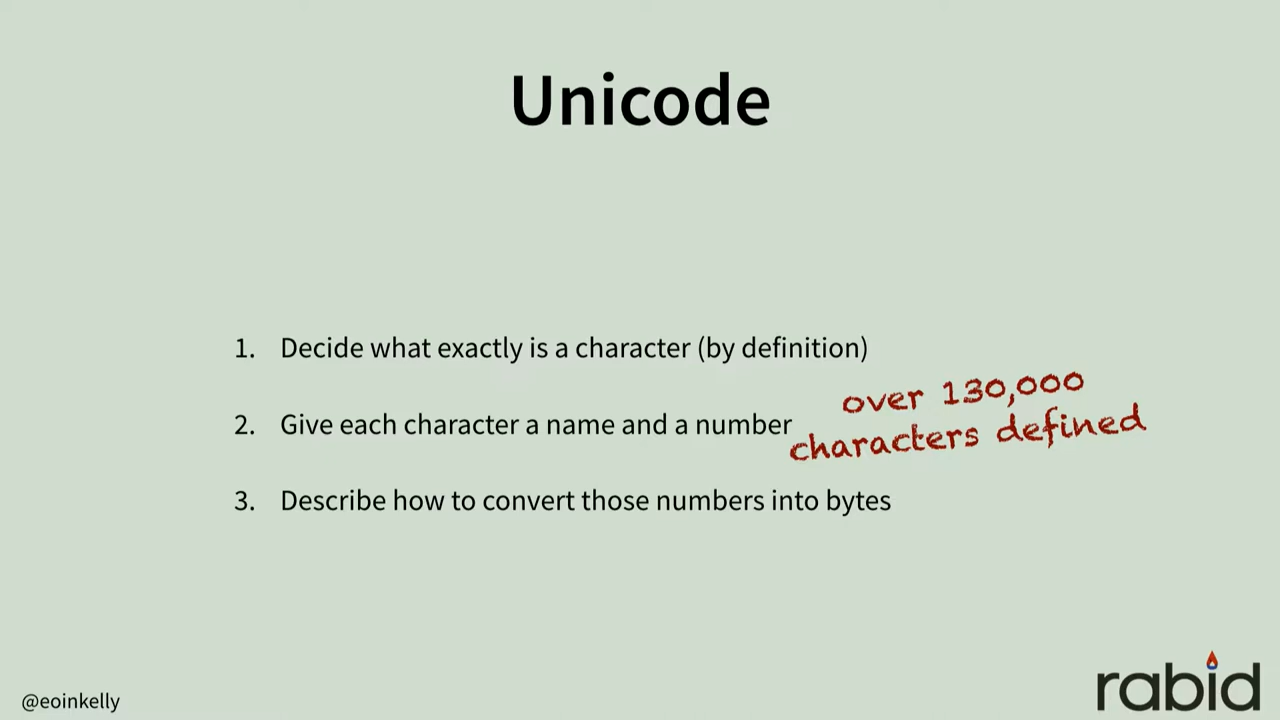 Unicode
1. Decide what exactly is a character (by definition)
2. Give each character a name and a number
over 130,000
characters defined
3. Describe how to convert those numbers into bytes
@eoinkelly
rabid